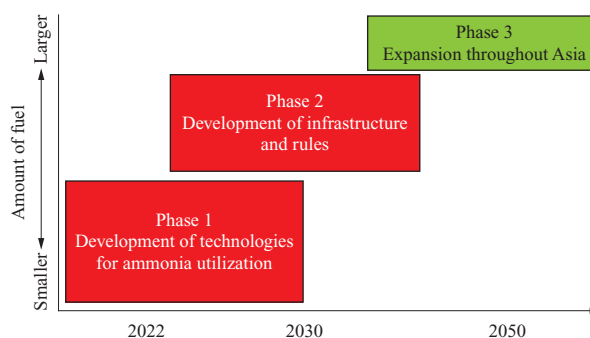 Larger
Amount of fuel
Smaller
Phase 3
Expansion throughout Asia
Phase 2
Development of infrastructure
and rules
Phase 1
Development of technologies
for ammonia utilization
2022
2030
2050